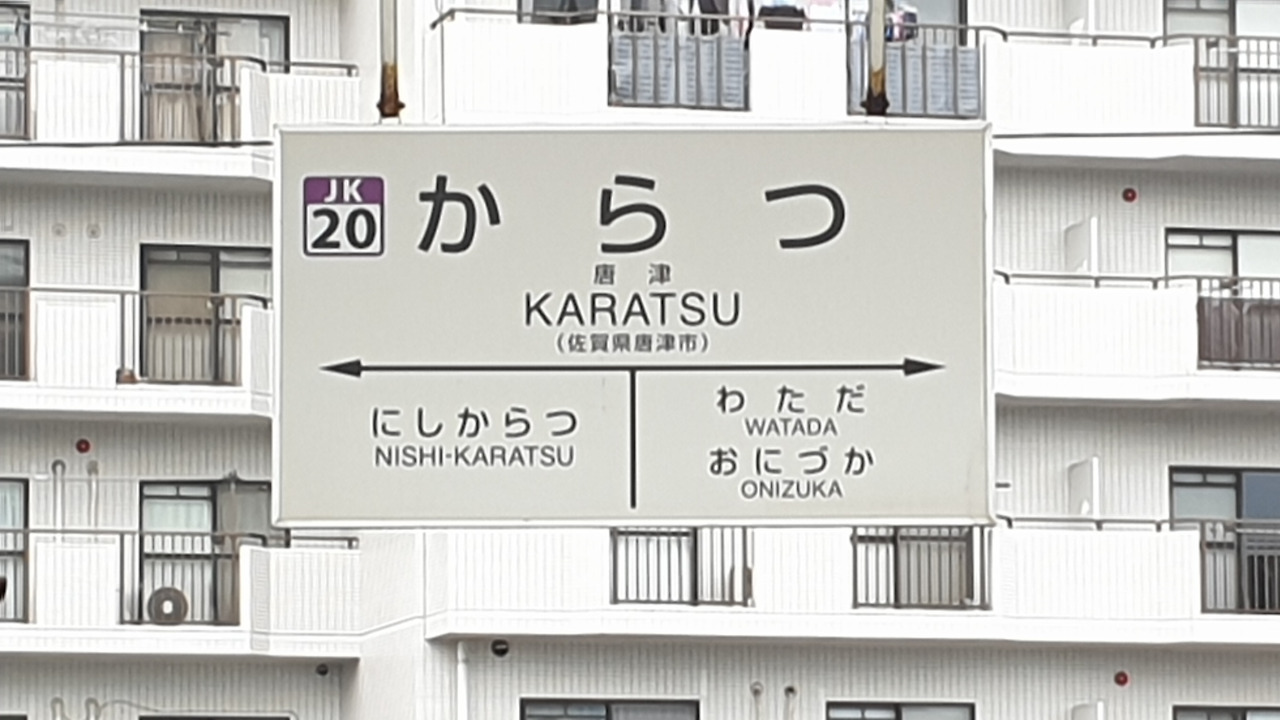 JK
20
からつ
唐津
KARATSU
(佐賀県唐津市)
にしからつ
NISHI-KARATSU
わただ
WATADA
おにづか
ONIZUKA